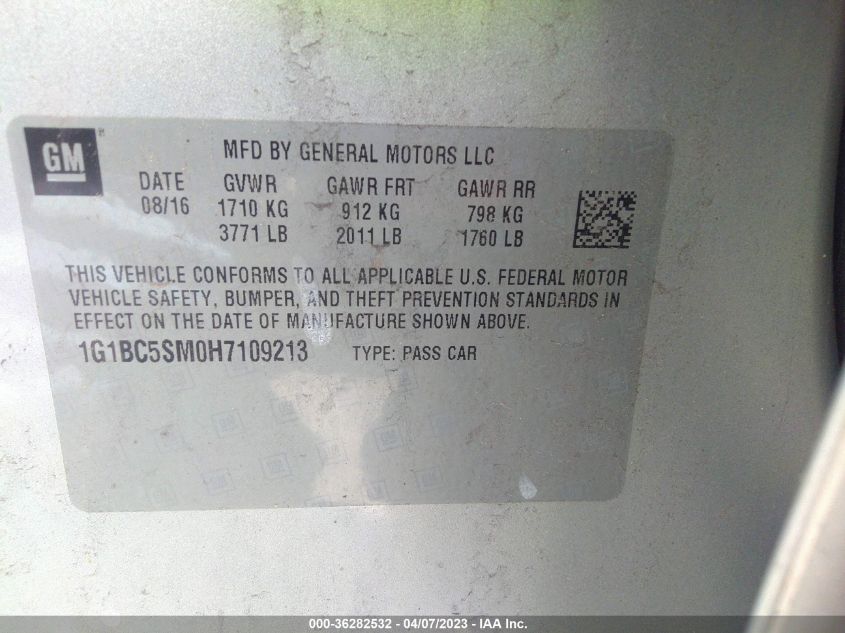 GM
MFD BY GENERAL MOTORS LLC
DATE GVWR GAWR FRT GAWR RR
08/16 1710 KG 912 KG 798 KG
3771 LB 2011 LB 1760 LB
THIS VEHICLE CONFORMS TO ALL APPLICABLE U.S. FEDERAL MOTOR
VEHICLE SAFETY, BUMPER, AND THEFT PREVENTION STANDARDS IN
EFFECT ON THE DATE OF MANUFACTURE SHOWN ABOVE.
1G1BC5SM0H7109213 TYPE: PASS CAR
000-36282532 - 04/07/2023 - IAA Inc.